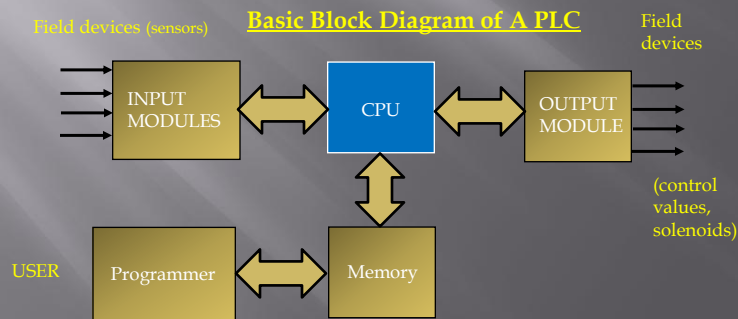 Basic Block Diagram of A PLC
Field devices (sensors)
Field
devices
INPUT
MODULES
CPU
OUTPUT
MODULE
(control
values,
solenoids)
USER
Programmer
Memory